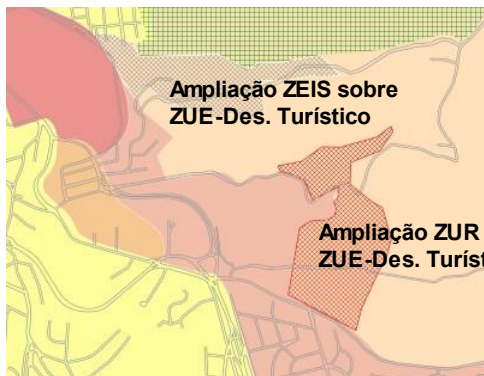 Ampliação ZEIS sobre
ZUE-Des. Turístico
Ampliação ZUR
ZUE-Des. Turíst